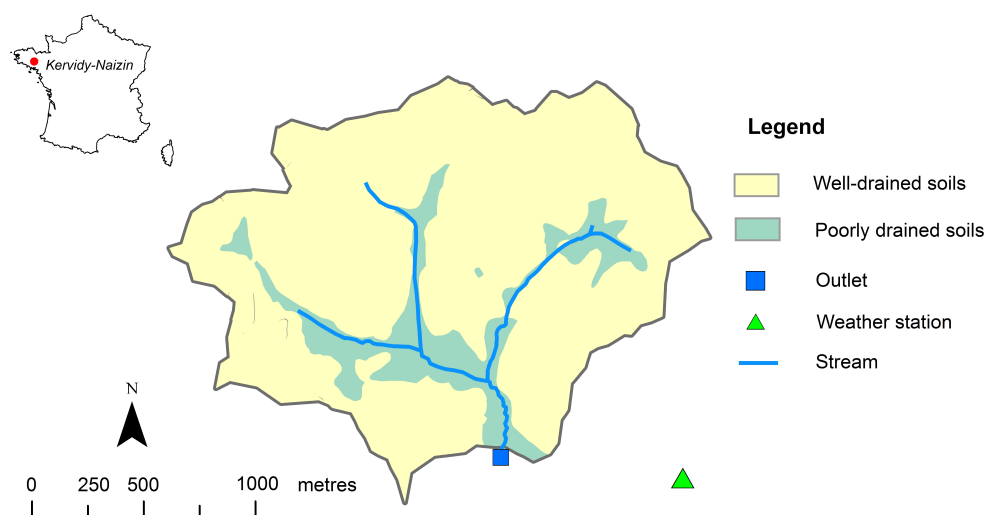 Kervidy-Naizin
Legend
Well-drained soils
Poorly drained soils
Outlet
Weather station
Stream
N
0 250 500 1000 metres